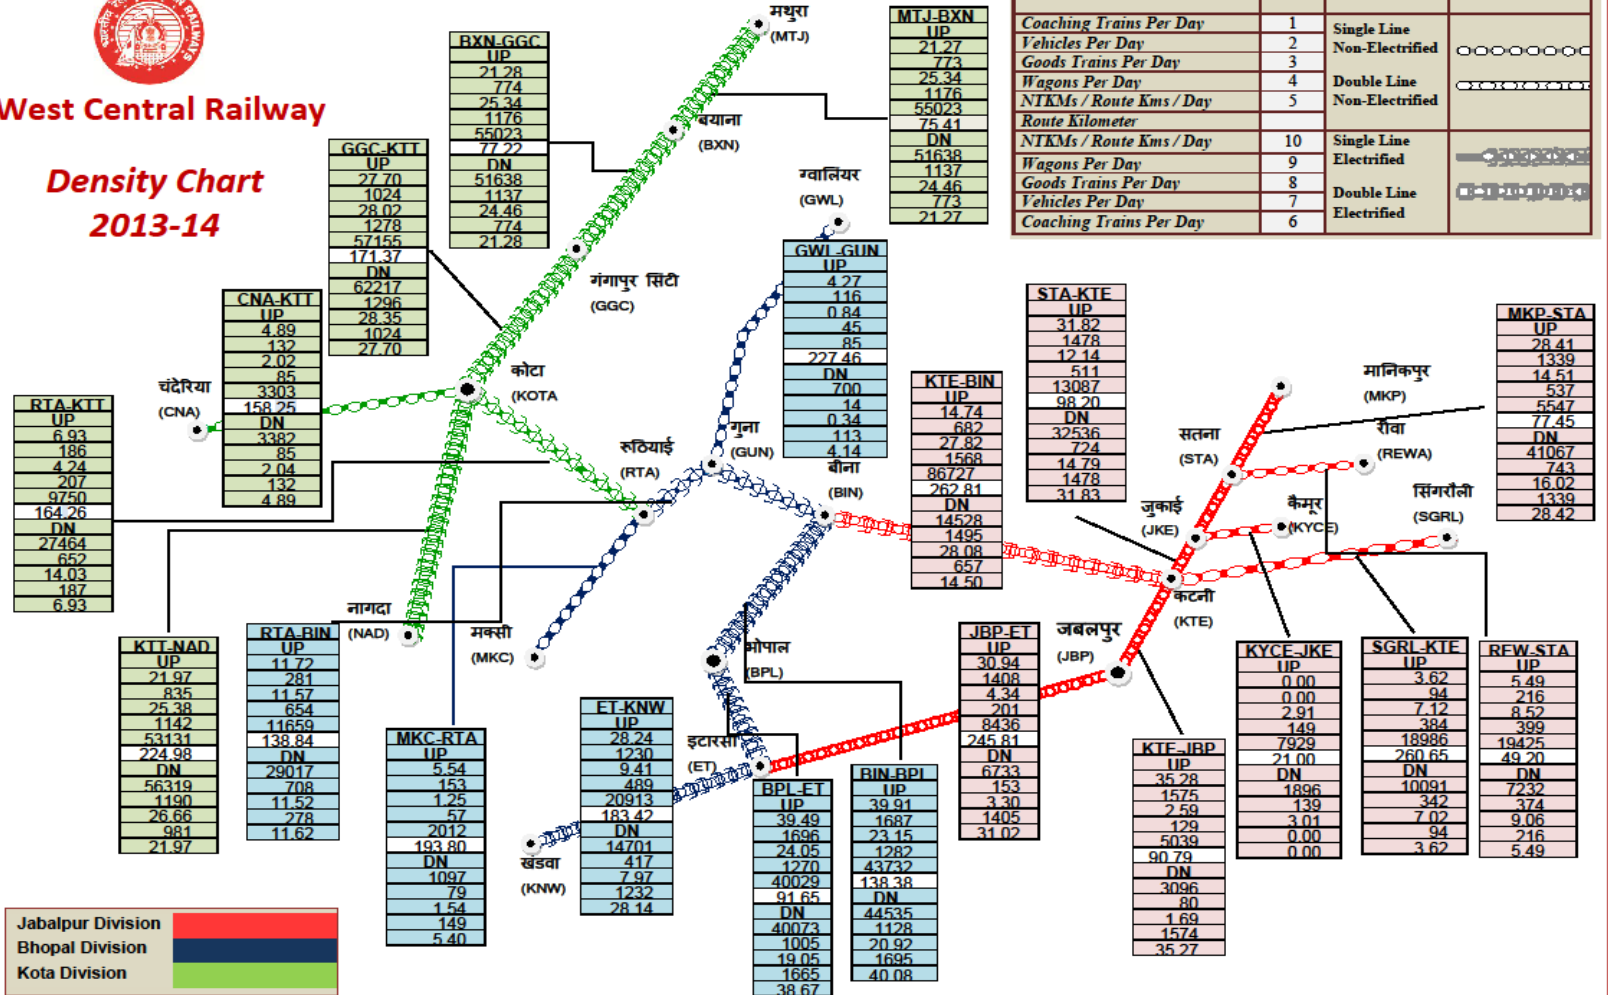 West Central Railway
Density Chart
2013-14
Coaching Trains Per Day 1
Vehicles Per Day 2
Goods Trains Per Day 3
Wagons Per Day 4
NTKMs / Route Kms / Day 5
Route Kilometer
NTKMs / Route Kms / Day 10
Wagons Per Day 9
Goods Trains Per Day 8
Vehicles Per Day 7
Coaching Trains Per Day 6
Single Line
Non-Electrified
Double Line
Non-Electrified
Single Line
Electrified
Double Line
Electrified
मथुरा
(MTJ)
बयाना
(BXN)
गंगापुर सिटी
(GGC)
ग्वालियर
(GWL)
कोटा
(KOTA
चंदेरिया
(CNA)
रुठियाई
(RTA)
गुना
(GUN)
बीना
(BIN)
नागदा
(NAD)
मक्सी
(MKC)
भोपाल
(BPL)
इटारसी
(ET)
खंडवा
(KNW)
जबलपुर
(JBP)
कटनी
(KTE)
जुकाई
(JKE)
सतना
(STA)
मानिकपुर
(MKP)
रीवा
(REWA)
कैमूर
(KYCE)
सिंगरौली
(SGRL)
MTJ-BXN
UP
21.27
773
25.34
1176
55023
75.41
DN
51638
1137
24.46
773
21.27
BXN-GGC
UP
21.28
774
25.34
1176
55023
77.22
DN
51638
1137
24.46
774
21.28
GGC-KTT
UP
27.70
1024
28.02
1278
57155
171.37
DN
62217
1296
28.35
1024
27.70
CNA-KTT
UP
4.89
132
2.02
85
3303
158.25
DN
3382
85
2.04
132
4.89
RTA-KTT
UP
6.93
186
4.24
207
9750
164.26
DN
27464
652
14.03
187
6.93
GWL-GUN
UP
4.27
116
0.84
45
85
227.46
DN
700
14
0.34
113
4.14
KTE-BIN
UP
14.74
682
27.82
1568
86727
262.81
DN
14528
1495
28.08
657
14.50
STA-KTE
UP
31.82
1478
12.14
511
13087
98.20
DN
32536
724
14.79
1478
31.83
MKP-STA
UP
28.41
1339
14.51
537
5547
77.45
DN
41067
743
16.02
1339
28.42
KTT-NAD
UP
21.97
835
25.38
1142
53131
224.98
DN
56319
1190
26.66
981
21.97
RTA-BIN
UP
11.72
281
11.57
654
11659
138.84
DN
29017
708
11.52
278
11.62
MKC-RTA
UP
5.54
153
1.25
57
2012
193.80
DN
1097
79
1.54
149
5.40
ET-KNW
UP
28.24
1230
9.41
489
20913
183.42
DN
14701
417
7.97
1232
28.14
BPL-ET
UP
39.49
1696
24.05
1270
40029
91.65
DN
40073
1005
19.05
1665
38.67
BIN-BPL
UP
39.91
1687
23.15
1282
43732
138.38
DN
44535
1128
20.92
1695
40.08
JBP-ET
UP
30.94
1408
4.34
201
8436
245.81
DN
6733
153
3.30
1405
31.02
KTE-JBP
UP
35.28
1575
2.59
129
5039
90.79
DN
3096
80
1.69
1574
35.27
KYCE-JKE
UP
0.00
0.00
2.91
149
7929
21.00
DN
1896
139
3.01
0.00
0.00
SGRL-KTE
UP
3.62
94
7.12
384
18986
260.65
DN
10091
342
7.02
94
3.62
REW-STA
UP
5.49
216
8.52
399
19425
49.20
DN
7232
374
9.06
216
5.49
Jabalpur Division
Bhopal Division
Kota Division